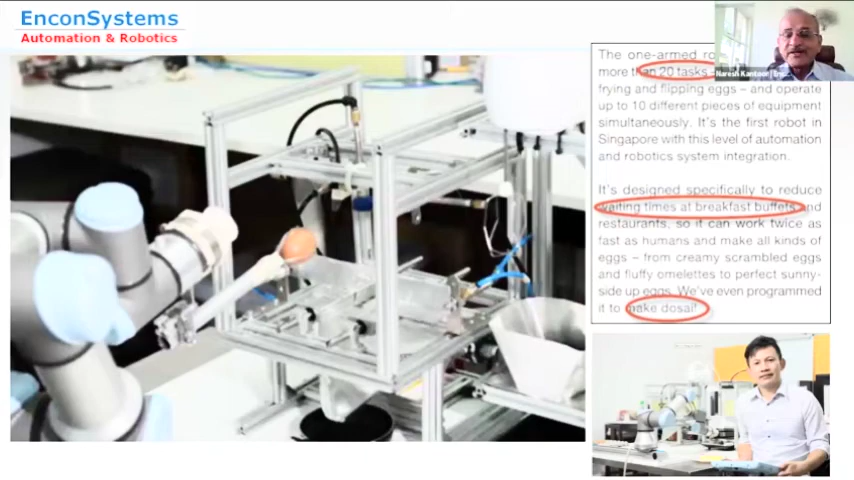 EnconSystems
Automation & Robotics
The one-armed
more than 20 tasks
Naresh
frying and flipping eggs – and operate
up to 10 different pieces of equipment
simultaneously. It's the first robot in
Singapore with this level of automation
and robotics system integration.
It's designed specifically to reduce
waiting times at breakfast buffets and
restaurants, so it can work twice as
fast as humans and make all kinds of
eggs – from creamy scrambled eggs
and fluffy omelettes to perfect sunny-
side up eggs. We've even programmed
it to make dosai!